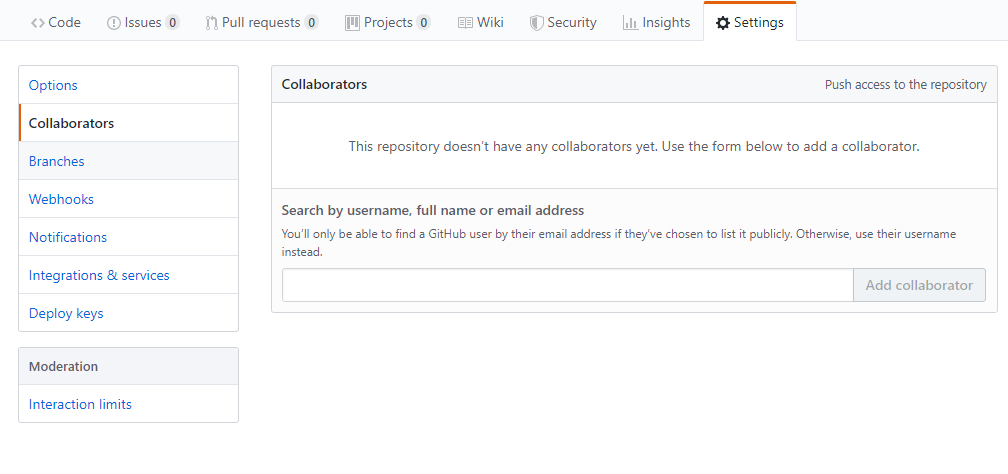 Code Issues 0 Pull requests 0 Projects 0 Wiki Security Insights Settings
Options
Collaborators
Branches
Webhooks
Notifications
Integrations & services
Deploy keys
Moderation
Interaction limits
Collaborators Push access to the repository
This repository doesn't have any collaborators yet. Use the form below to add a collaborator.
Search by username, full name or email address
You'll only be able to find a GitHub user by their email address if they've chosen to list it publicly. Otherwise, use their username
instead.
Add collaborator